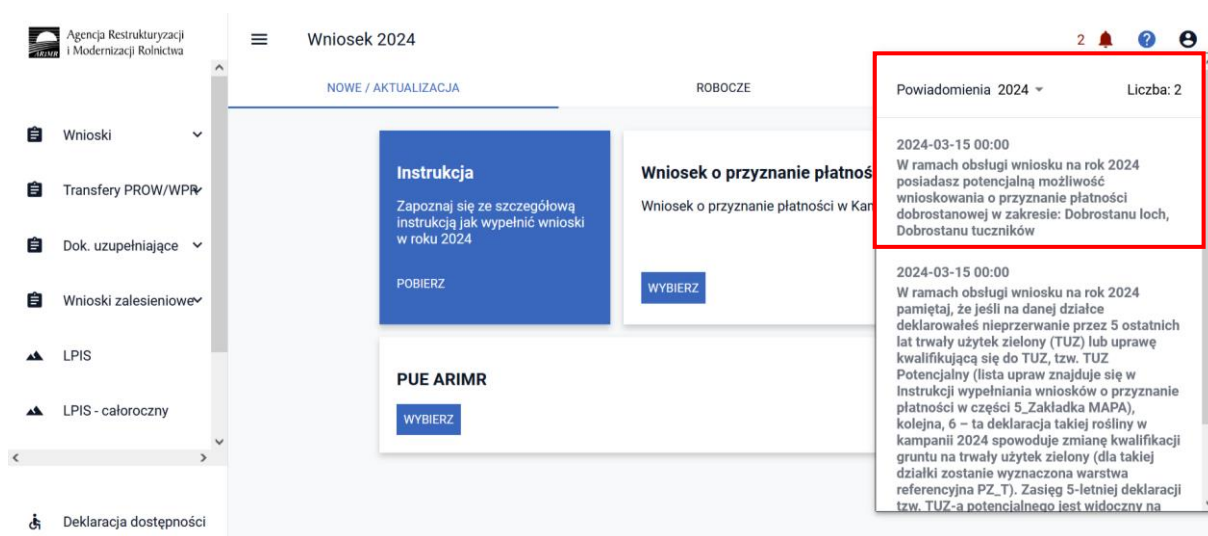 Agencja Restrukturyzacji
i Modernizacji Rolnictwa
ARiMR
Wniosek 2024
2
NOWE / AKTUALIZACJA
ROBOCZE
Wnioski
Transfery PROW/WPR
Dok. uzupełniające
Wnioski zalesieniowe
LPIS
LPIS - całoroczny
Deklaracja dostępności
Instrukcja
Zapoznaj się ze szczegółową
instrukcją jak wypełnić wnioski
w roku 2024
POBIERZ
Wniosek o przyznanie płatnoś
Wniosek o przyznanie płatności w Kam
WYBIERZ
PUE ARIMR
WYBIERZ
Powiadomienia 2024 Liczba: 2
2024-03-15 00:00
W ramach obsługi wniosku na rok 2024
posiadasz potencjalną możliwość
wnioskowania o przyznanie płatności
dobrostanowej w zakresie: Dobrostanu loch,
Dobrostanu tuczników
2024-03-15 00:00
W ramach obsługi wniosku na rok 2024
pamiętaj, że jeśli na danej działce
deklarowałeś nieprzerwanie przez 5 ostatnich
lat trwały użytek zielony (TUZ) lub uprawę
kwalifikującą się do TUZ, tzw. TUZ
Potencjalny (lista upraw znajduje się w
Instrukcji wypełniania wniosków o przyznanie
płatności w części 5_Zakładka MAPA),
kolejna, 6 – ta deklaracja takiej rośliny w
kampanii 2024 spowoduje zmianę kwalifikacji
gruntu na trwały użytek zielony (dla takiej
działki zostanie wyznaczona warstwa
referencyjna PZ_T). Zasięg 5-letniej deklaracji
tzw. TUZ-a potencjalnego jest widoczny na